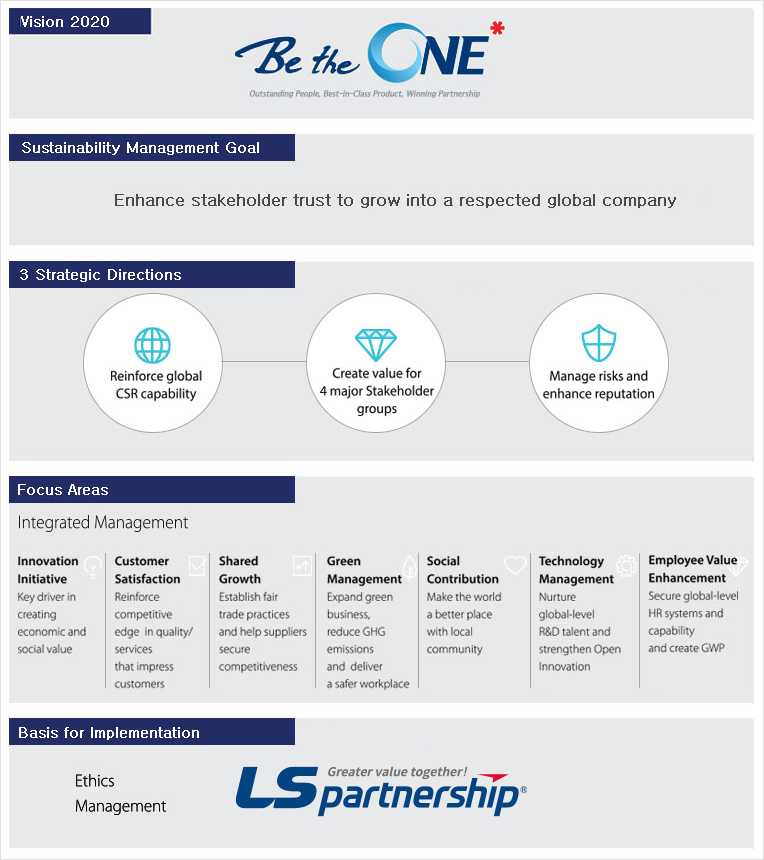 Vision 2020
Be the ONE*
Outstanding People, Best-in-Class Product, Winning Partnership
Sustainability Management Goal
Enhance stakeholder trust to grow into a respected global company
3 Strategic Directions
Reinforce global
CSR capability
Create value for
4 major Stakeholder
groups
Manage risks and
enhance reputation
Focus Areas
Integrated Management
Innovation
Initiative
Key driver in
creating
economic and
social value
Customer
Satisfaction
Reinforce
competitive
edge in quality/
services
that impress
customers
Shared
Growth
Establish fair
trade practices
and help suppliers
secure
competitiveness
Green
Management
Expand green
business,
reduce GHG
emissions
and deliver
a safer workplace
Social
Contribution
Make the world
a better place
with local
community
Technology
Management
Nurture
global-level
R&D talent and
strengthen Open
Innovation
Employee Value
Enhancement
Secure global-level
HR systems and
capability
and create GWP
Basis for Implementation
Ethics
Management
Greater value together!
LSpartnership®